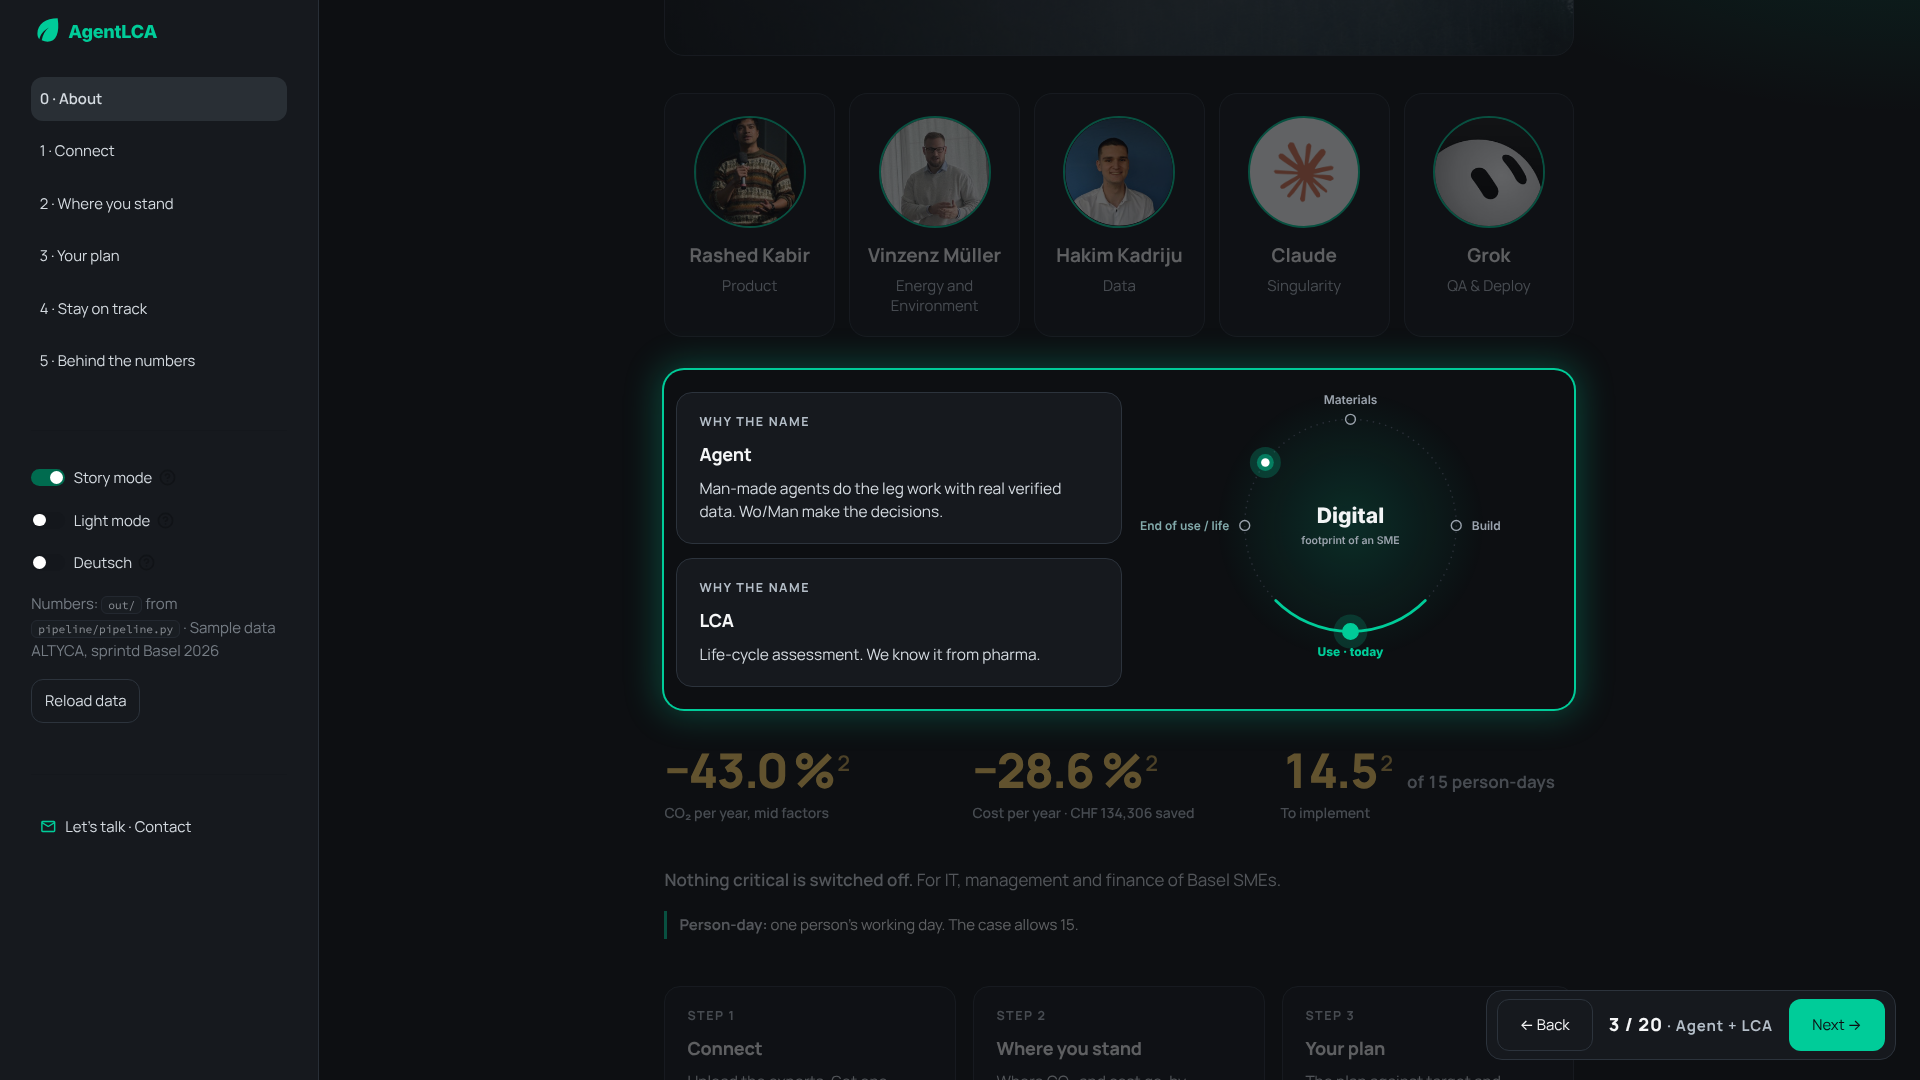 AgentLCA
0 · About
1 · Connect
2 · Where you stand
3 · Your plan
4 · Stay on track
5 · Behind the numbers
Story mode
Light mode
Deutsch
Numbers: out/ from
pipeline/pipeline.py · Sample data
ALTYCA, sprintd Basel 2026
Reload data
Let's talk · Contact
Rashed Kabir
Product
Vinzenz Müller
Energy and
Environment
Hakim Kadriju
Data
Claude
Singularity
Grok
QA & Deploy
WHY THE NAME
Agent
Man-made agents do the leg work with real verified
data. Wo/Man make the decisions.
WHY THE NAME
LCA
Life-cycle assessment. We know it from pharma.
Materials
End of use / life
Digital
footprint of an SME
Build
Use · today
−43.0 %²
CO₂ per year, mid factors
−28.6 %²
Cost per year · CHF 134,306 saved
14.5² of 15 person-days
To implement
Nothing critical is switched off. For IT, management and finance of Basel SMEs.
Person-day: one person's working day. The case allows 15.
STEP 1
Connect
STEP 2
Where you stand
STEP 3
Your plan
← Back
3 / 20 · Agent + LCA
Next →